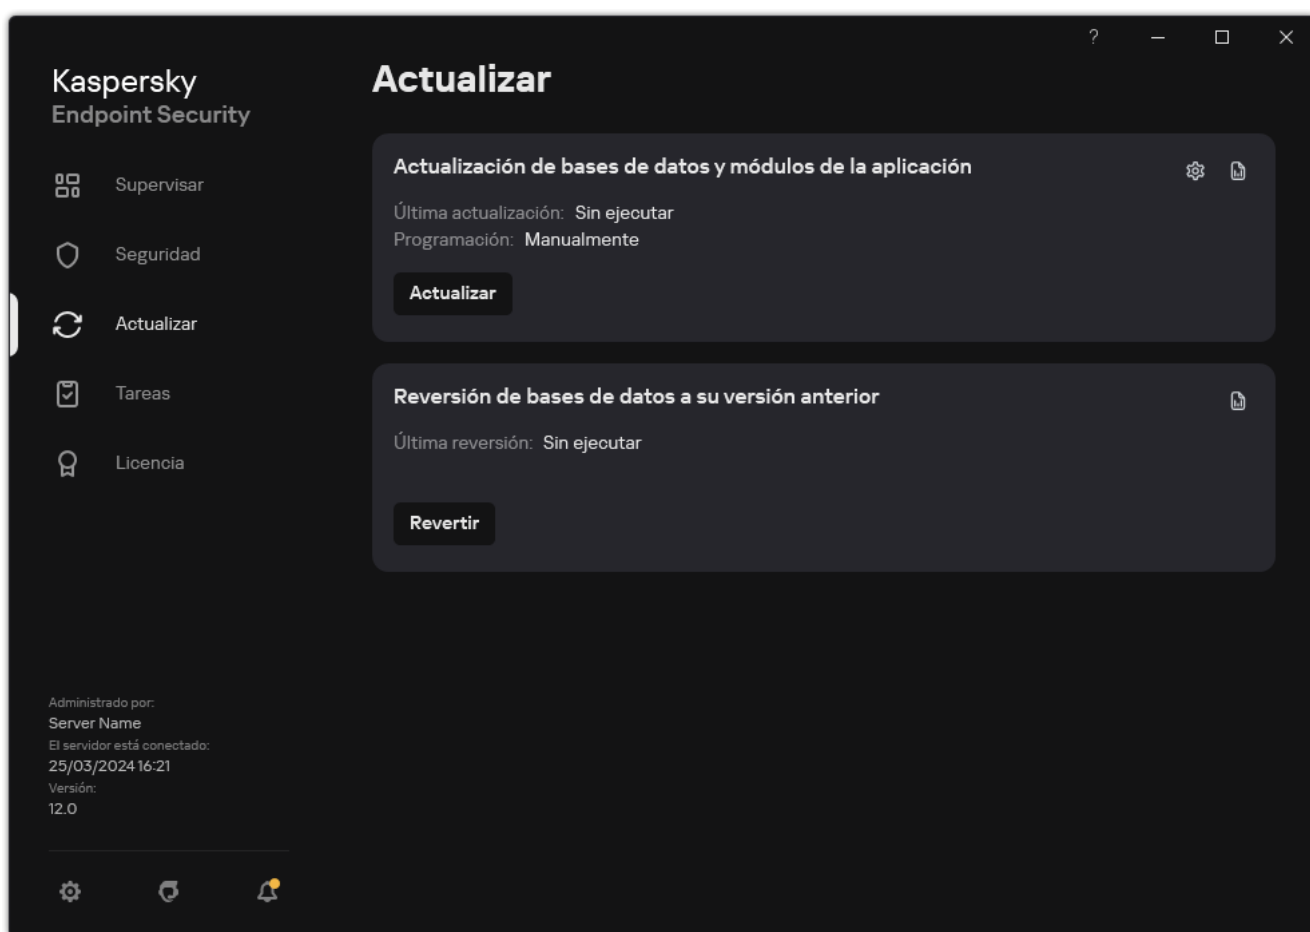 ?
Kaspersky
Endpoint Security
Supervisar
Seguridad
Actualizar
Tareas
Licencia
Administrado por:
Server Name
El servidor está conectado:
25/03/2024 16:21
Versión:
12.0
Actualizar
Actualización de bases de datos y módulos de la aplicación
Última actualización: Sin ejecutar
Programación: Manualmente
Actualizar
Reversión de bases de datos a su versión anterior
Última reversión: Sin ejecutar
Revertir